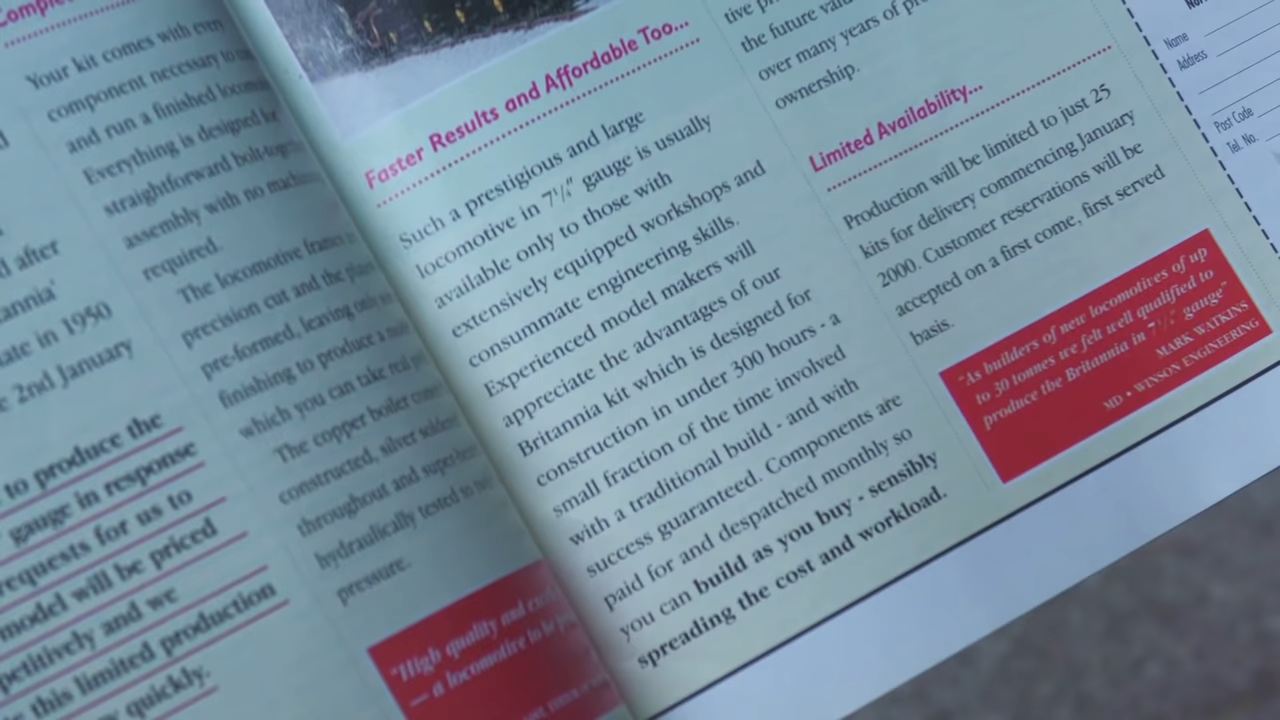 Complet
Your kit comes with every
component necessary to
and run a finished
Everything is designed
straightforward
assembly with no
required.
The locomotive frames
precision cut and the
pre-formed, leaving only
finishing to produce a
which you can take
The copper boiler
constructed, silver
throughout and
hydraulically tested to
pressure.
after
annia'
ate in 1950
2nd January
to produce the
gauge in response
requests for us to
model will be priced
petitively and we
this limited production
quickly.
"High quality and
— a locomotive to be
Faster Results and Affordable Too...
Such a prestigious and large
locomotive in 7¼" gauge is usually
available only to those with
extensively equipped workshops and
consummate engineering skills.
Experienced model makers will
appreciate the advantages of our
Britannia kit which is designed for
construction in under 300 hours - a
small fraction of the time involved
with a traditional build - and with
success guaranteed. Components are
paid for and despatched monthly so
you can build as you buy - sensibly
spreading the cost and workload.
the future
over many years of
ownership.
Limited Availability...
Production will be limited to just 25
kits for delivery commencing January
2000. Customer reservations will be
accepted on a first come, first served
basis.
"As builders of new locomotives of up
to 30 tonnes we felt well qualified to
produce the Britannia in 7¼" gauge"
MARK WATKINS
MD • WINSON ENGINEERING
Name
Address
Post Code
Tel. No.